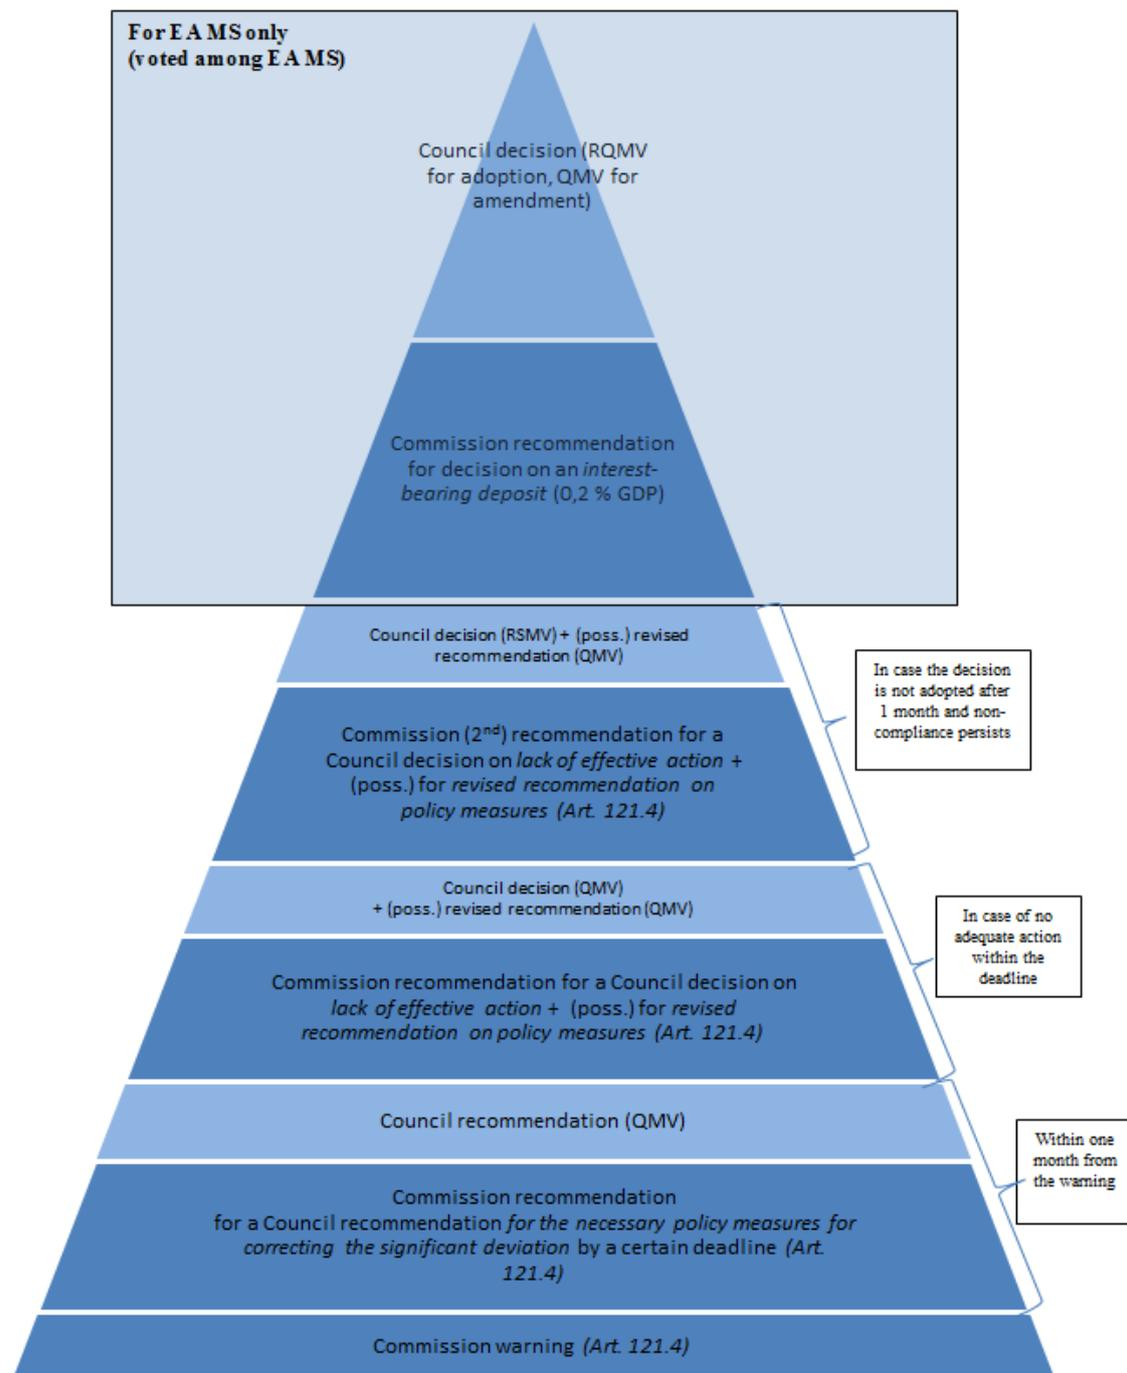 For EA MS only
(voted among EA MS)
Council decision (RQMV
for adoption, QMV for
amendment)
Commission recommendation
for decision on an interest-
bearing deposit (0,2 % GDP)
Council decision (RSMV) + (poss.) revised
recommendation (QMV)
In case the decision
is not adopted after
1 month and non-
compliance persists
Commission (2nd) recommendation for a
Council decision on lack of effective action +
(poss.) for revised recommendation on
policy measures (Art. 121.4)
Council decision (QMV)
+ (poss.) revised recommendation (QMV)
In case of no
adequate action
within the
deadline
Commission recommendation for a Council decision on
lack of effective action + (poss.) for revised
recommendation on policy measures (Art. 121.4)
Council recommendation (QMV)
Within one
month from
the warning
Commission recommendation
for a Council recommendation for the necessary policy measures for
correcting the significant deviation by a certain deadline (Art.
121.4)
Commission warning (Art. 121.4)